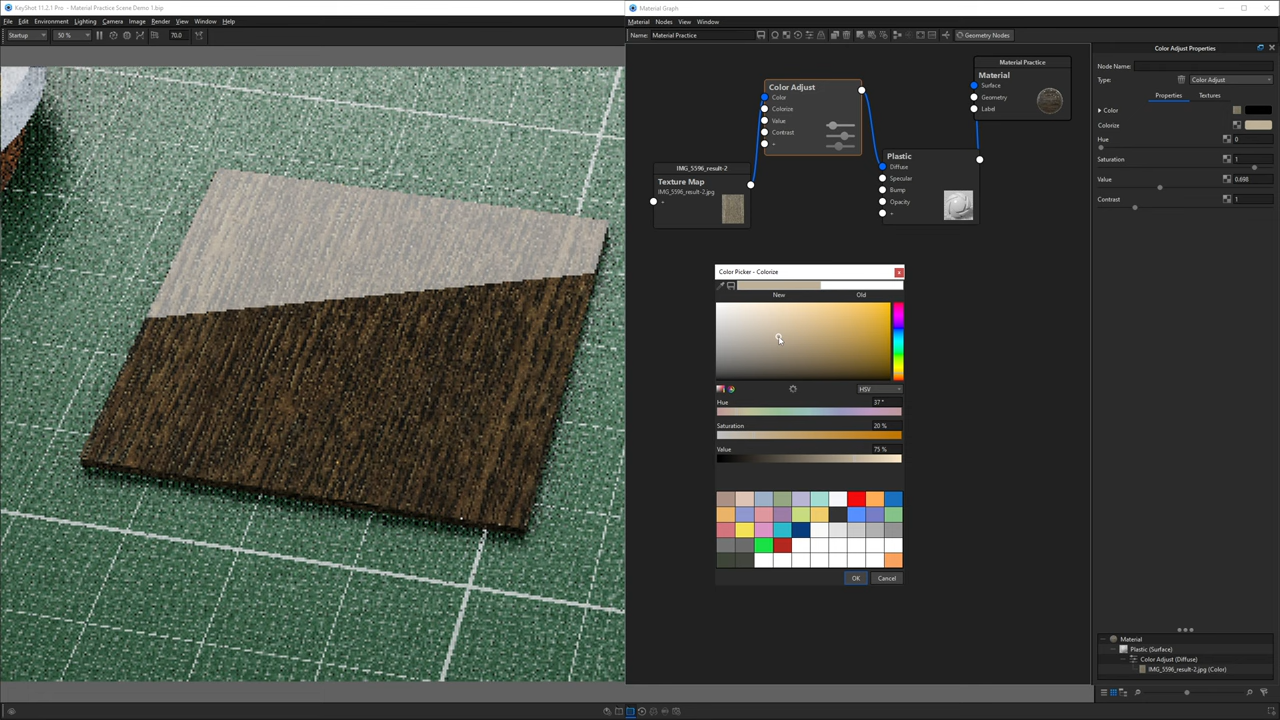 KeyShot 11.2.1 Pro - Material Practice Scene Demo 1.bip
File Edit Environment Lighting Camera Image Render View Window Help
Startup 50 % 70.0
Material Graph
Material Nodes View Window
Name: Material Practice Geometry Nodes
Color Adjust
Color
Colorize
Value
Contrast
+
IMG_5596_result-2
Texture Map
IMG_5596_result-2.jpg
+
Material Practice
Material
Surface
Geometry
Label
Plastic
Diffuse
Specular
Bump
Opacity
+
Color Picker - Colorize
New Old
HSV
Hue 37 °
Saturation 20 %
Value 75 %
OK Cancel
Color Adjust Properties
Node Name:
Type: Color Adjust
Properties Textures
Color
Colorize
Hue 0
Saturation 1
Value 0.698
Contrast 1
Material
Plastic (Surface)
Color Adjust (Diffuse)
IMG_5596_result-2.jpg (Color)